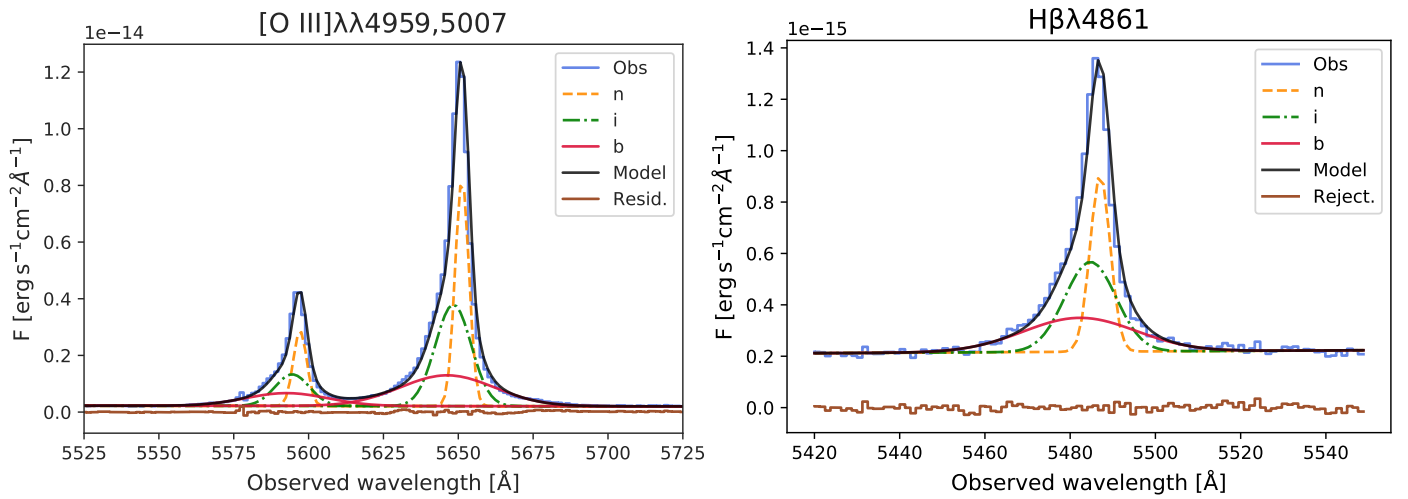 [O III]λλ4959,5007
1e−14
F [erg s⁻¹cm⁻²Å⁻¹]
1.2
1.0
0.8
0.6
0.4
0.2
0.0
Obs
n
i
b
Model
Resid.
5525 5550 5575 5600 5625 5650 5675 5700 5725
Observed wavelength [Å]
Hβλ4861
1e−15
F [erg s⁻¹cm⁻²Å⁻¹]
1.4
1.2
1.0
0.8
0.6
0.4
0.2
0.0
Obs
n
i
b
Model
Reject.
5420 5440 5460 5480 5500 5520 5540
Observed wavelength [Å]